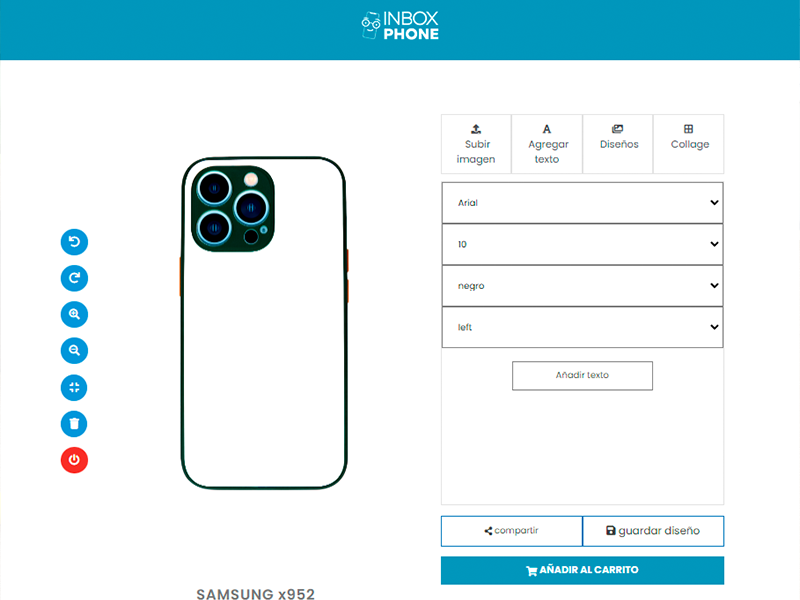 INBOX
PHONE
Subir
imagen
Agregar
texto
Diseños
Collage
Arial
10
negro
left
Añadir texto
compartir
guardar diseño
AÑADIR AL CARRITO
SAMSUNG x952